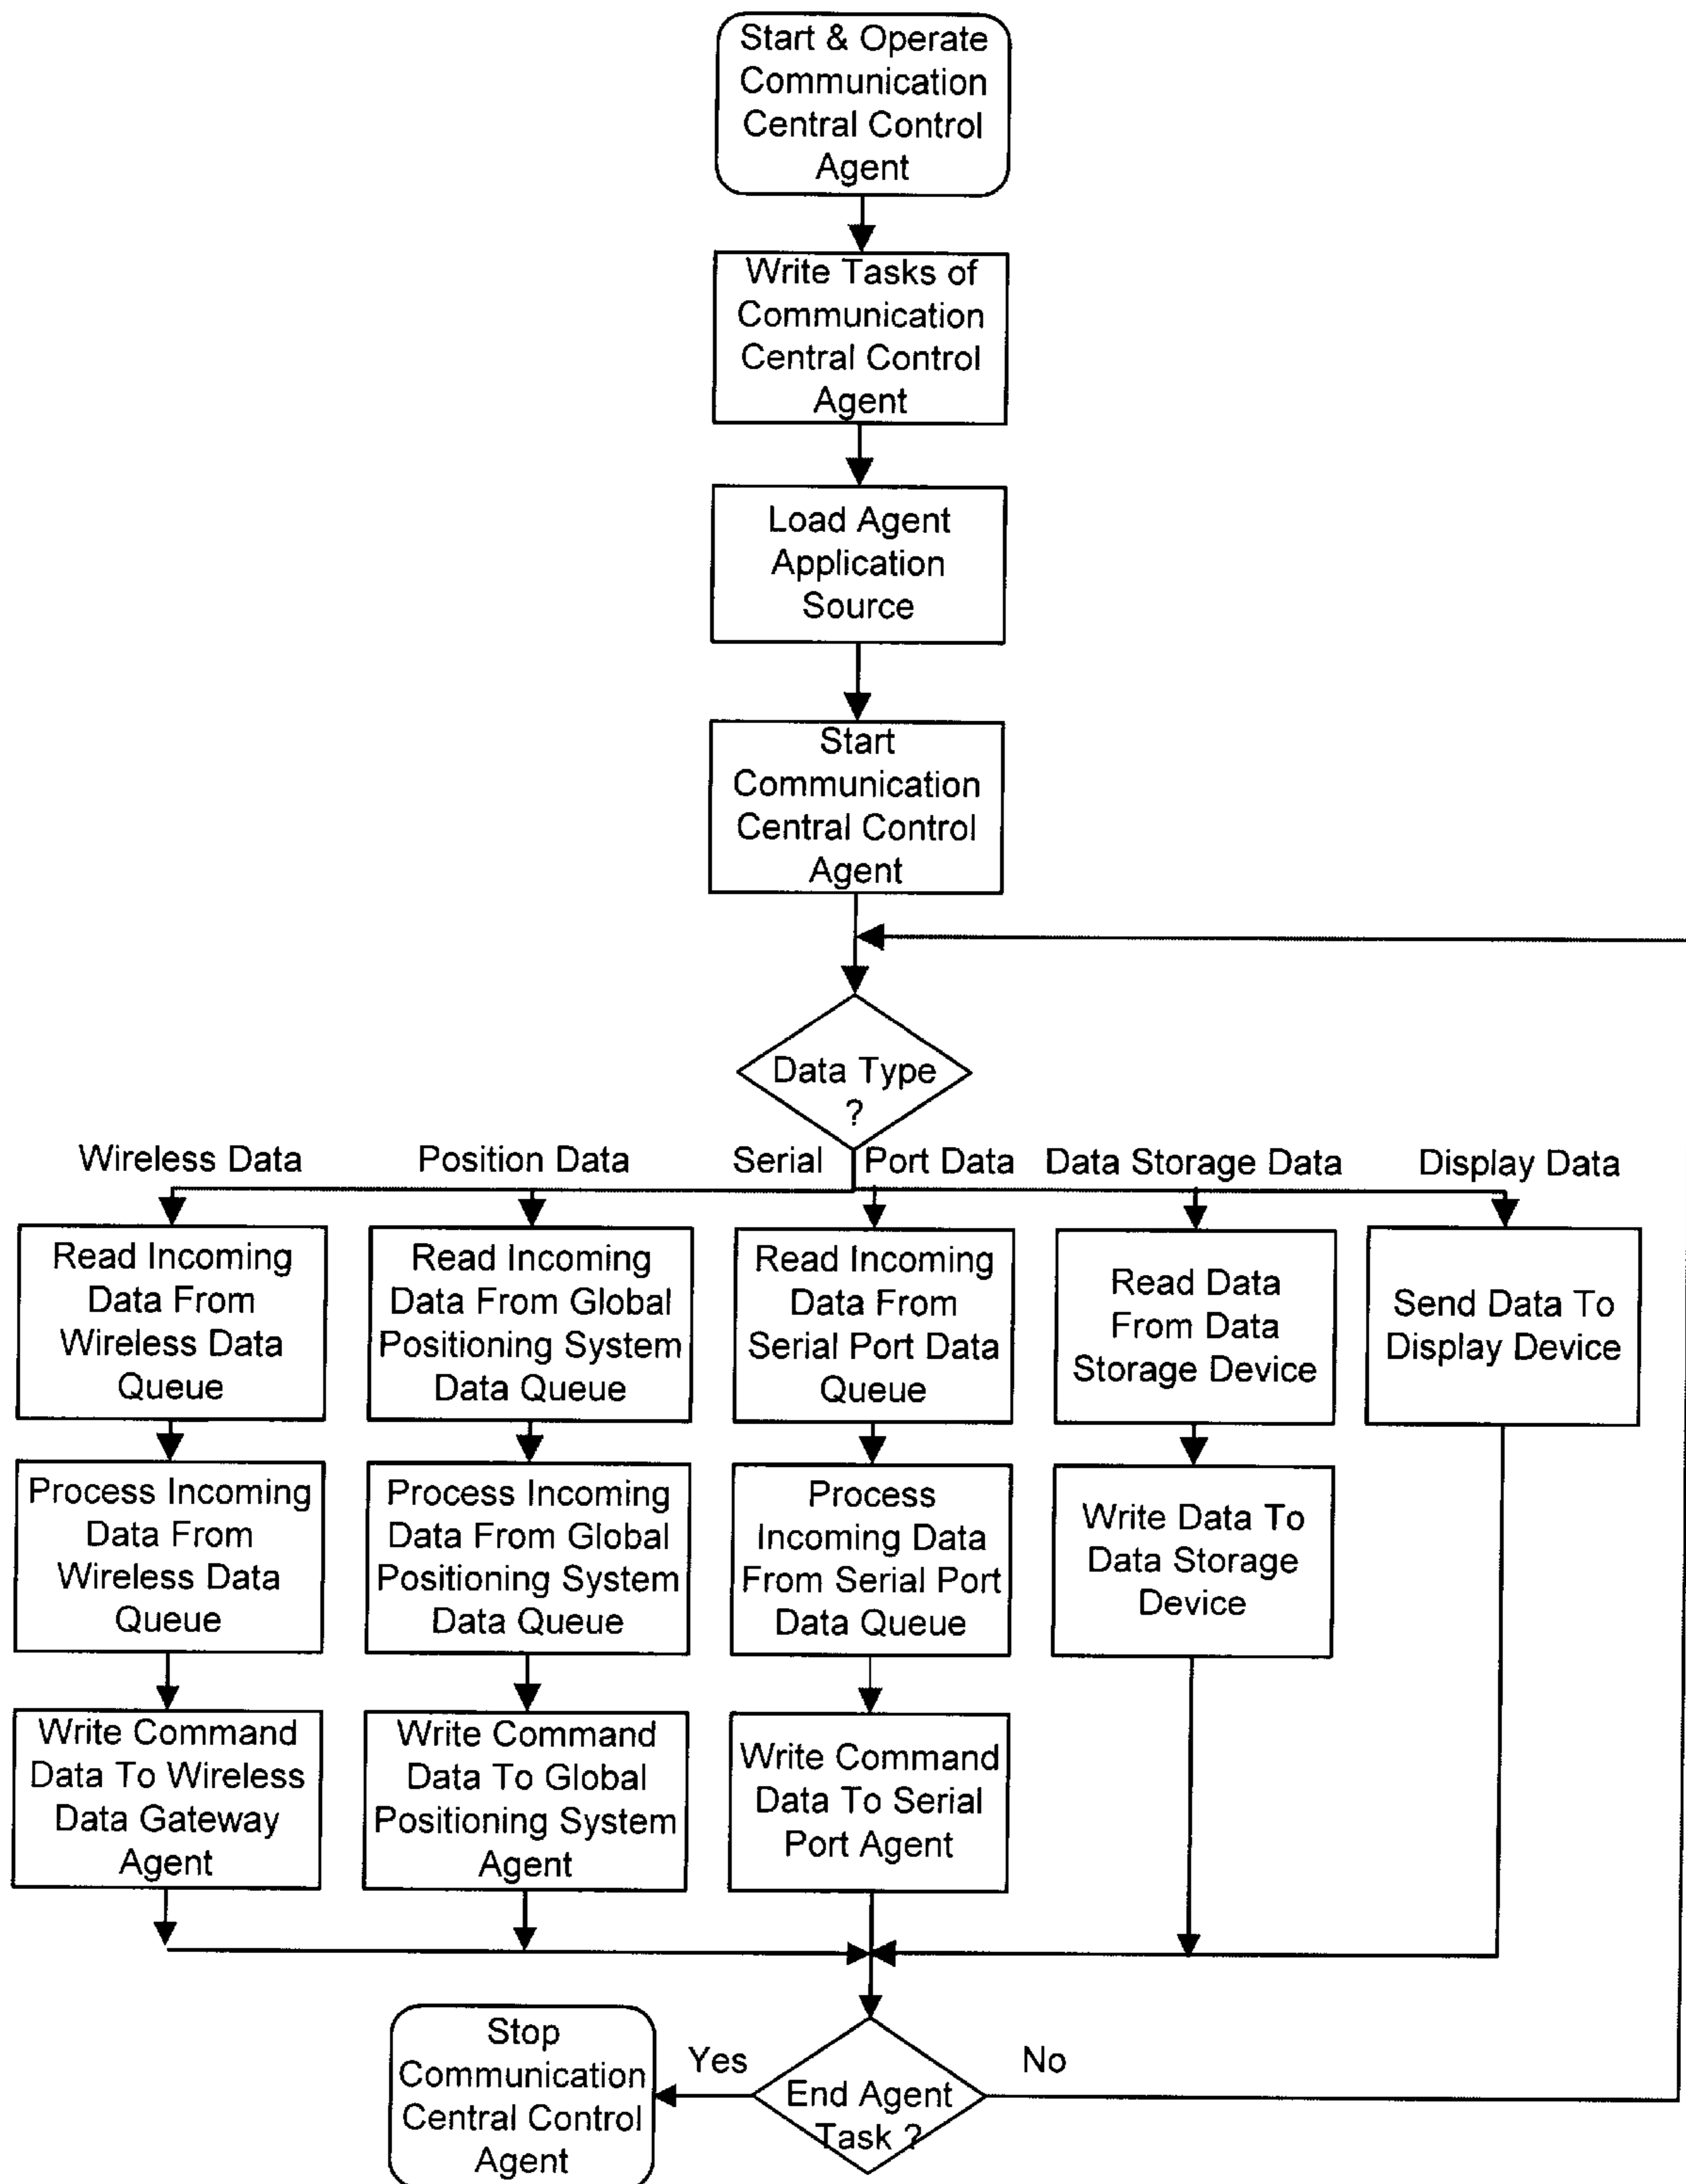 Start & Operate
Communication
Central Control
Agent
Write Tasks of
Communication
Central Control
Agent
Load Agent
Application
Source
Start
Communication
Central Control
Agent
Data Type
?
Wireless Data
Position Data
Serial Port Data
Data Storage Data
Display Data
Read Incoming
Data From
Wireless Data
Queue
Read Incoming
Data From Global
Positioning System
Data Queue
Read Incoming
Data From
Serial Port Data
Queue
Read Data
From Data
Storage Device
Send Data To
Display Device
Process Incoming
Data From
Wireless Data
Queue
Process Incoming
Data From Global
Positioning System
Data Queue
Process
Incoming Data
From Serial Port
Data Queue
Write Data To
Data Storage
Device
Write Command
Data To Wireless
Data Gateway
Agent
Write Command
Data To Global
Positioning System
Agent
Write Command
Data To Serial
Port Agent
Stop
Communication
Central Control
Agent
Yes
End Agent
Task ?
No